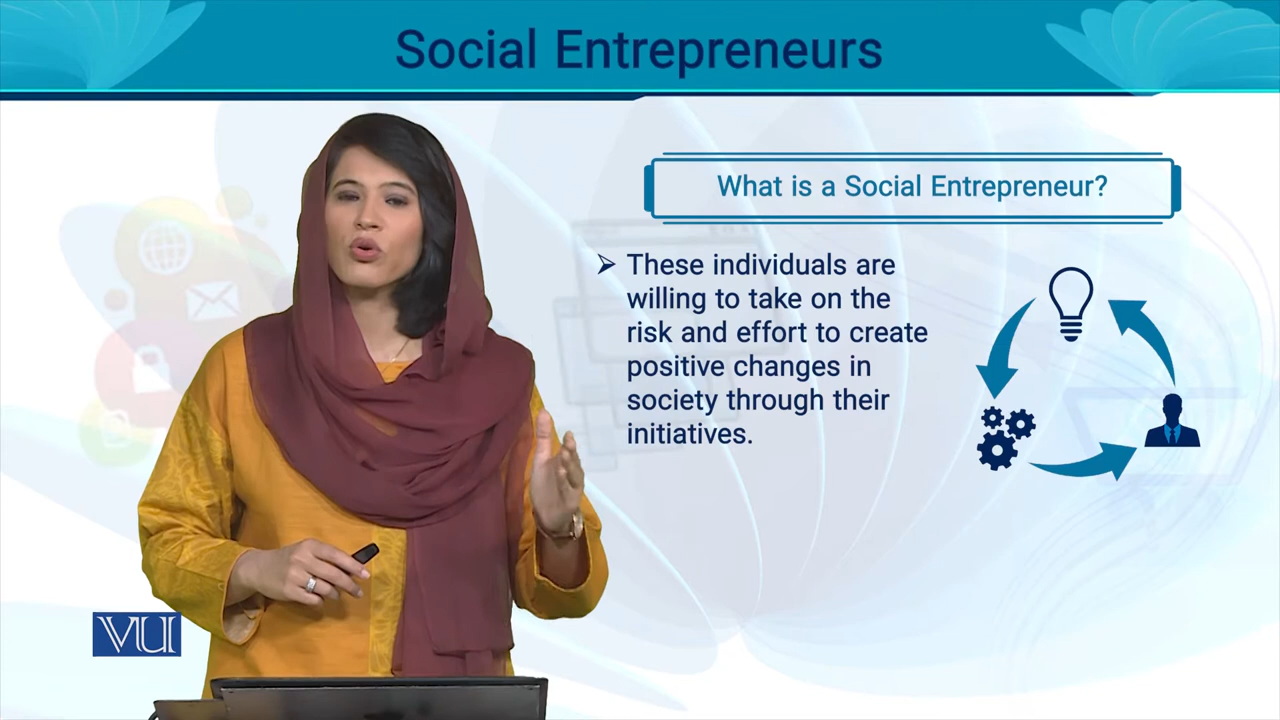 Social Entrepreneurs
What is a Social Entrepreneur?
➢ These individuals are
willing to take on the
risk and effort to create
positive changes in
society through their
initiatives.
VU